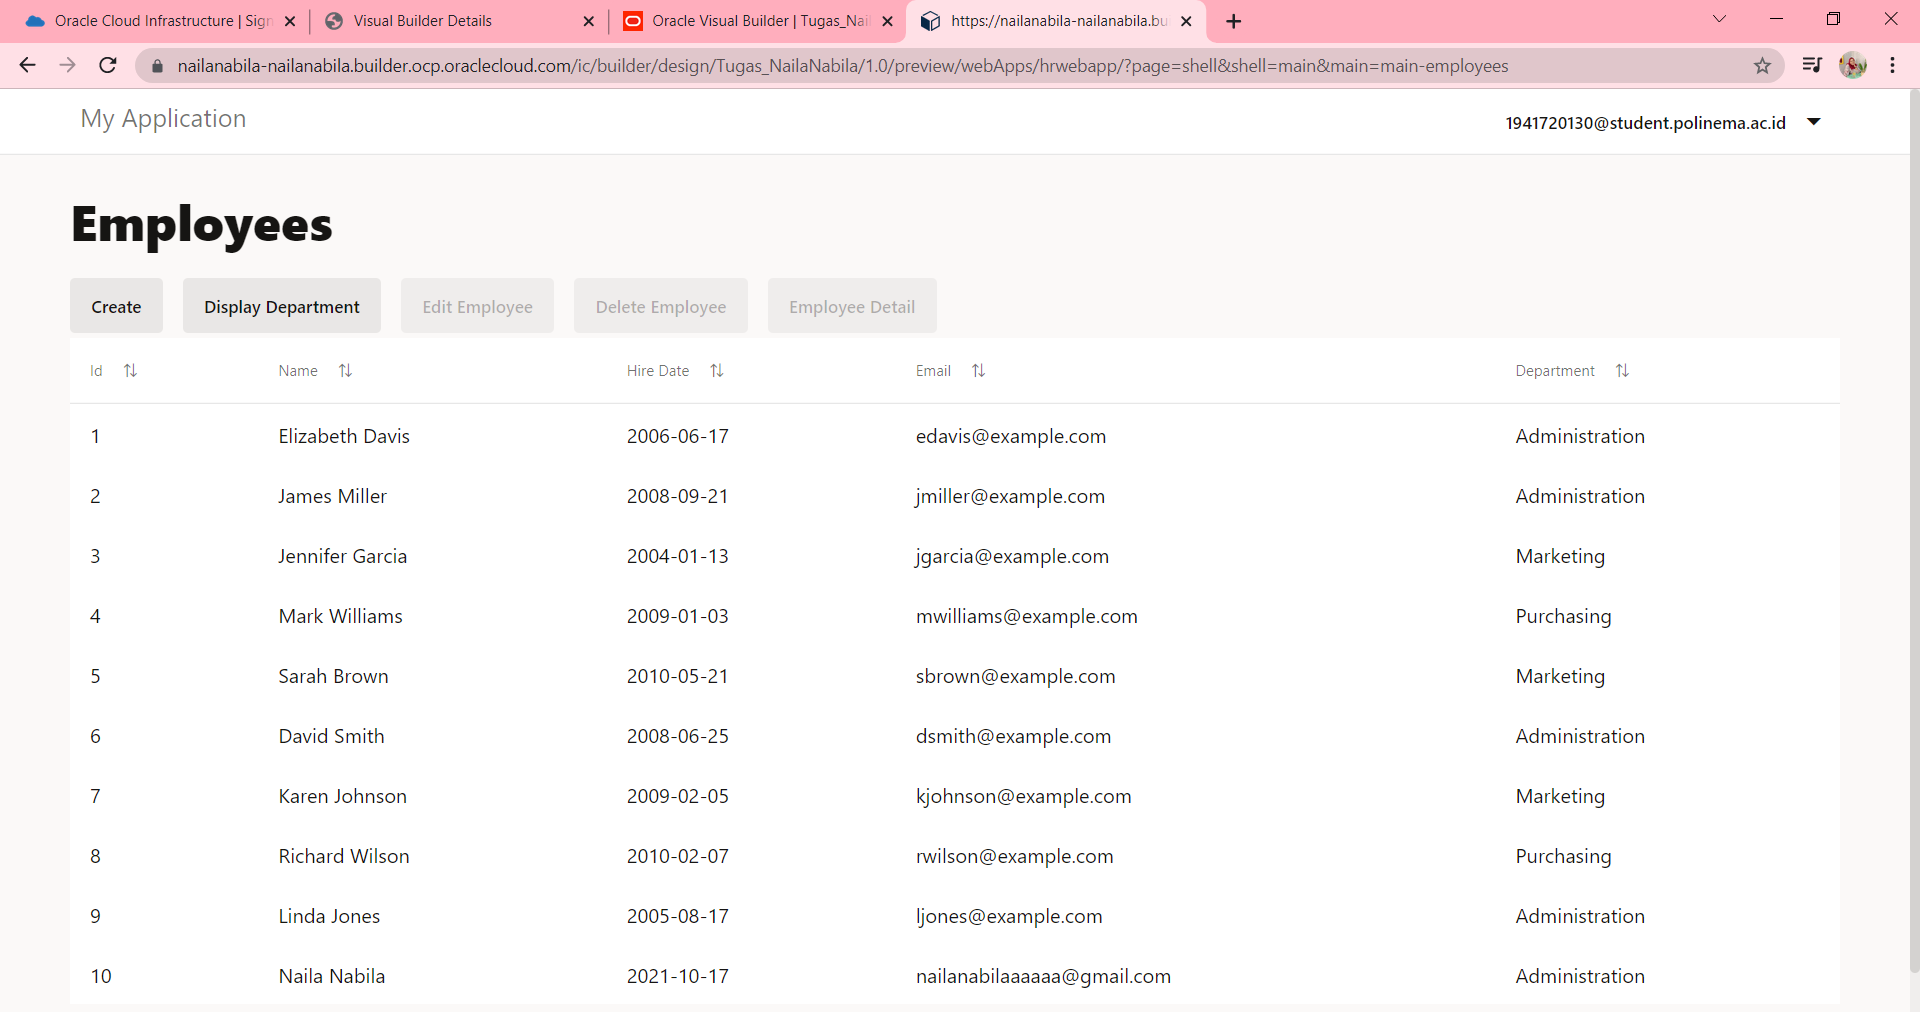 Oracle Cloud Infrastructure | Sign
Visual Builder Details
Oracle Visual Builder | Tugas_Nail
https://nailanabila-nailanabila.bu
nailanabila-nailanabila.builder.ocp.oraclecloud.com/ic/builder/design/Tugas_NailaNabila/1.0/preview/webApps/hrwebapp/?page=shell&shell=main&main=main-employees
My Application
1941720130@student.polinema.ac.id
Employees
Create Display Department Edit Employee Delete Employee Employee Detail
Id Name Hire Date Email Department
1 Elizabeth Davis 2006-06-17 edavis@example.com Administration
2 James Miller 2008-09-21 jmiller@example.com Administration
3 Jennifer Garcia 2004-01-13 jgarcia@example.com Marketing
4 Mark Williams 2009-01-03 mwilliams@example.com Purchasing
5 Sarah Brown 2010-05-21 sbrown@example.com Marketing
6 David Smith 2008-06-25 dsmith@example.com Administration
7 Karen Johnson 2009-02-05 kjohnson@example.com Marketing
8 Richard Wilson 2010-02-07 rwilson@example.com Purchasing
9 Linda Jones 2005-08-17 ljones@example.com Administration
10 Naila Nabila 2021-10-17 nailanabilaaaaaa@gmail.com Administration